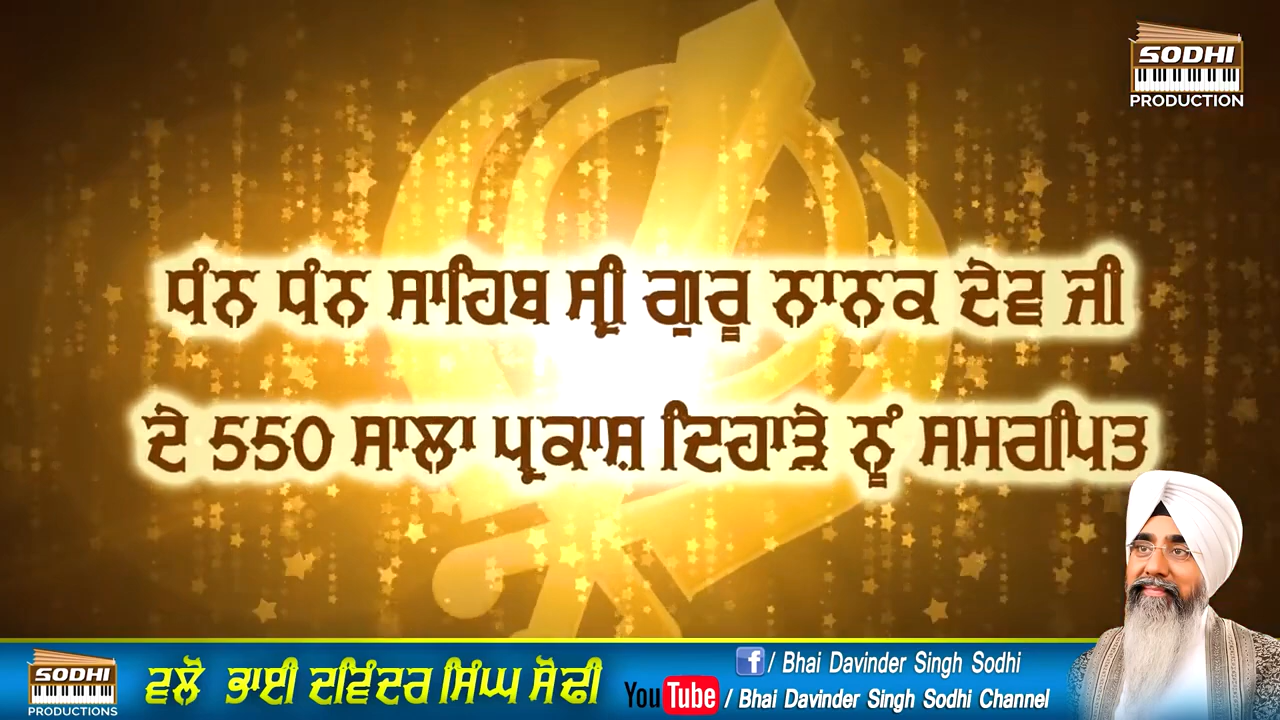 SODHI
PRODUCTION
ਧੰਨ ਧੰਨ ਸਾਹਿਬ ਸ੍ਰੀ ਗੁਰੂ ਨਾਨਕ ਦੇਵ ਜੀ
ਦੇ 550 ਸਾਲਾ ਪ੍ਰਕਾਸ਼ ਦਿਹਾੜੇ ਨੂੰ ਸਮਰਪਿਤ
SODHI
PRODUCTIONS
ਵਲੋਂ ਭਾਈ ਦਵਿੰਦਰ ਸਿੰਘ ਸੋਢੀ
f / Bhai Davinder Singh Sodhi
YouTube / Bhai Davinder Singh Sodhi Channel